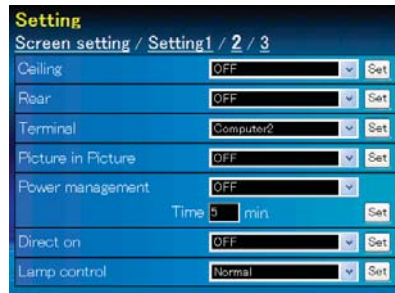 Setting
Screen setting / Setting1 / 2 / 3
Ceiling OFF Set
Rear OFF Set
Terminal Computer2 Set
Picture in Picture OFF Set
Power management OFF
Time 5 min. Set
Direct on OFF Set
Lamp control Normal Set